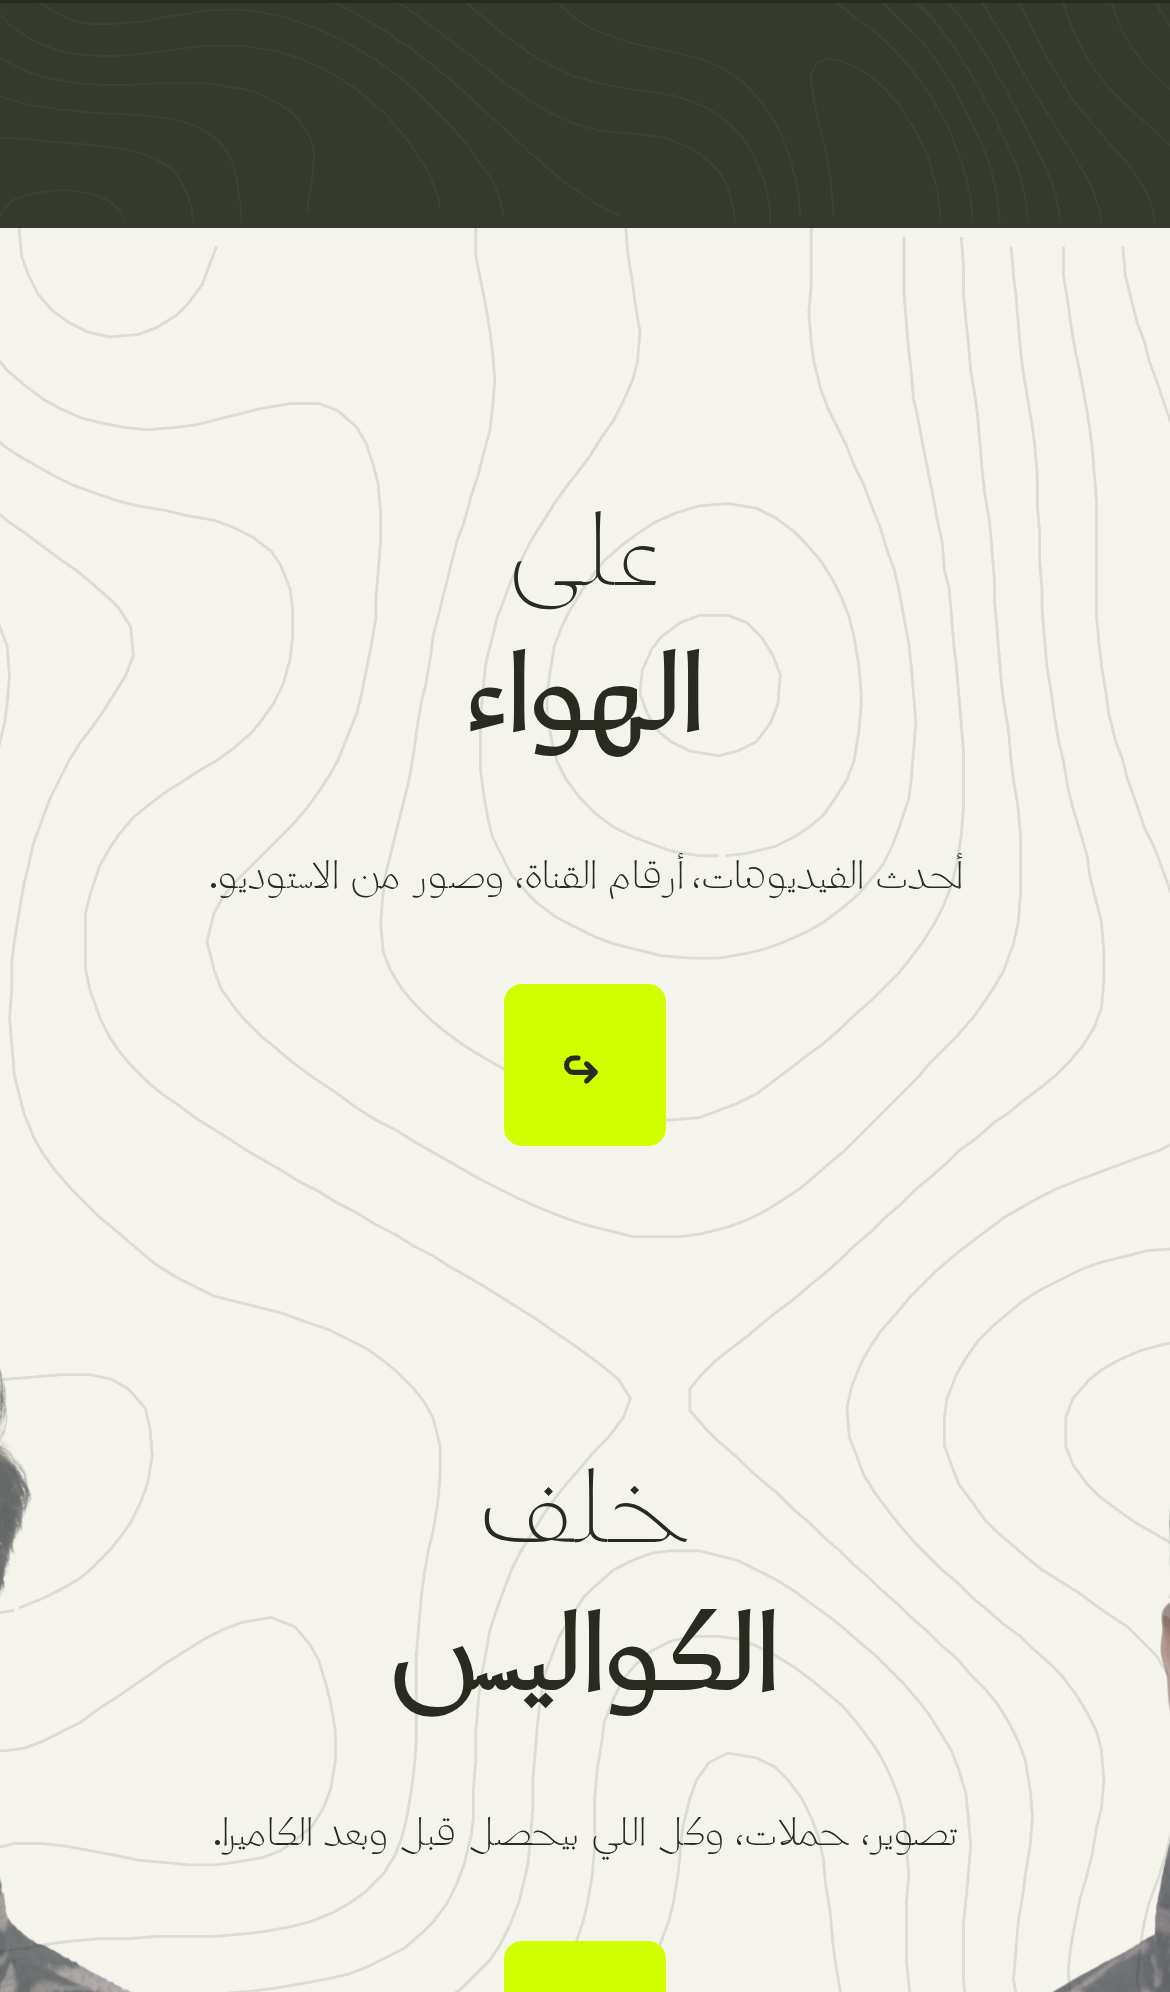 على
الهواء
أحدث الفيديوهات، أرقام القناة، وصور من الاستوديو.
خلف
الكواليس
تصوير، حملات، وكل اللي بيحصل قبل وبعد الكاميرا.